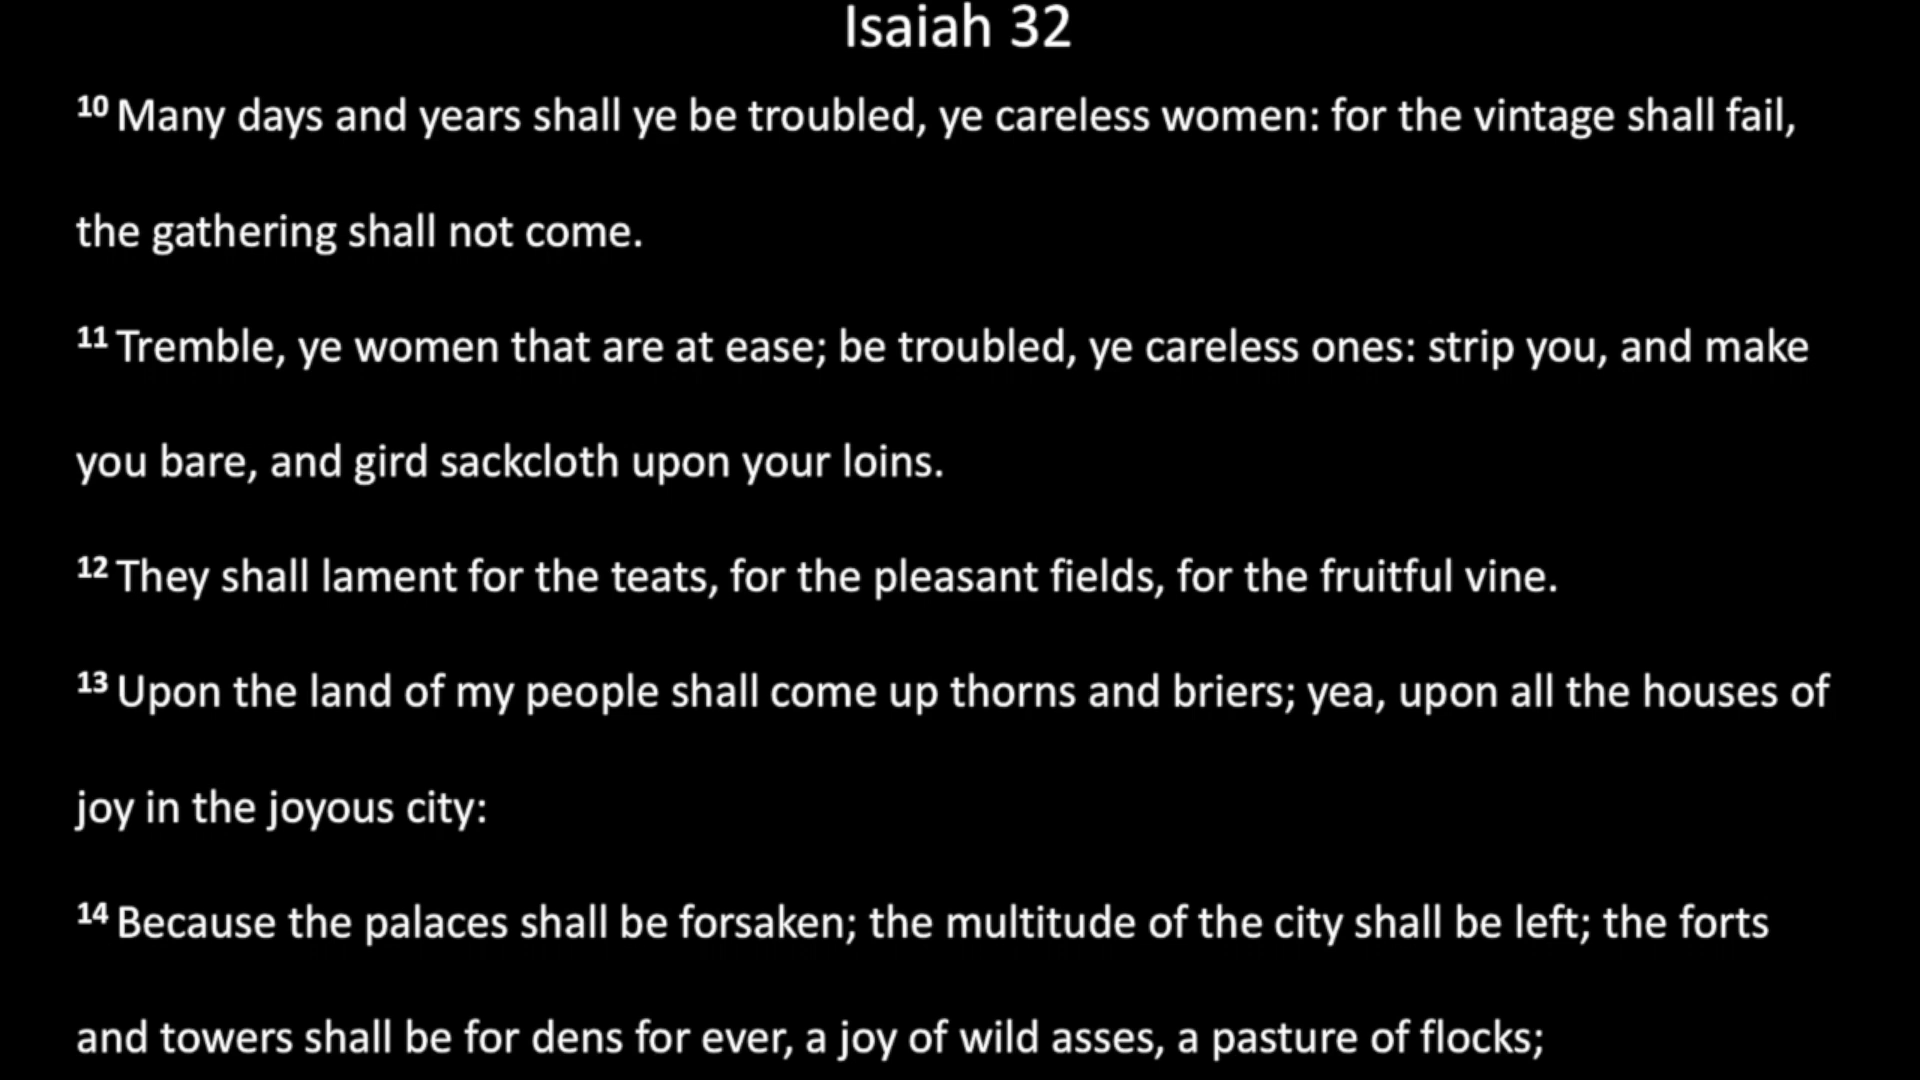 Isaiah 32
10 Many days and years shall ye be troubled, ye careless women: for the vintage shall fail,
the gathering shall not come.
11 Tremble, ye women that are at ease; be troubled, ye careless ones: strip you, and make
you bare, and gird sackcloth upon your loins.
12 They shall lament for the teats, for the pleasant fields, for the fruitful vine.
13 Upon the land of my people shall come up thorns and briers; yea, upon all the houses of
joy in the joyous city:
14 Because the palaces shall be forsaken; the multitude of the city shall be left; the forts
and towers shall be for dens for ever, a joy of wild asses, a pasture of flocks;